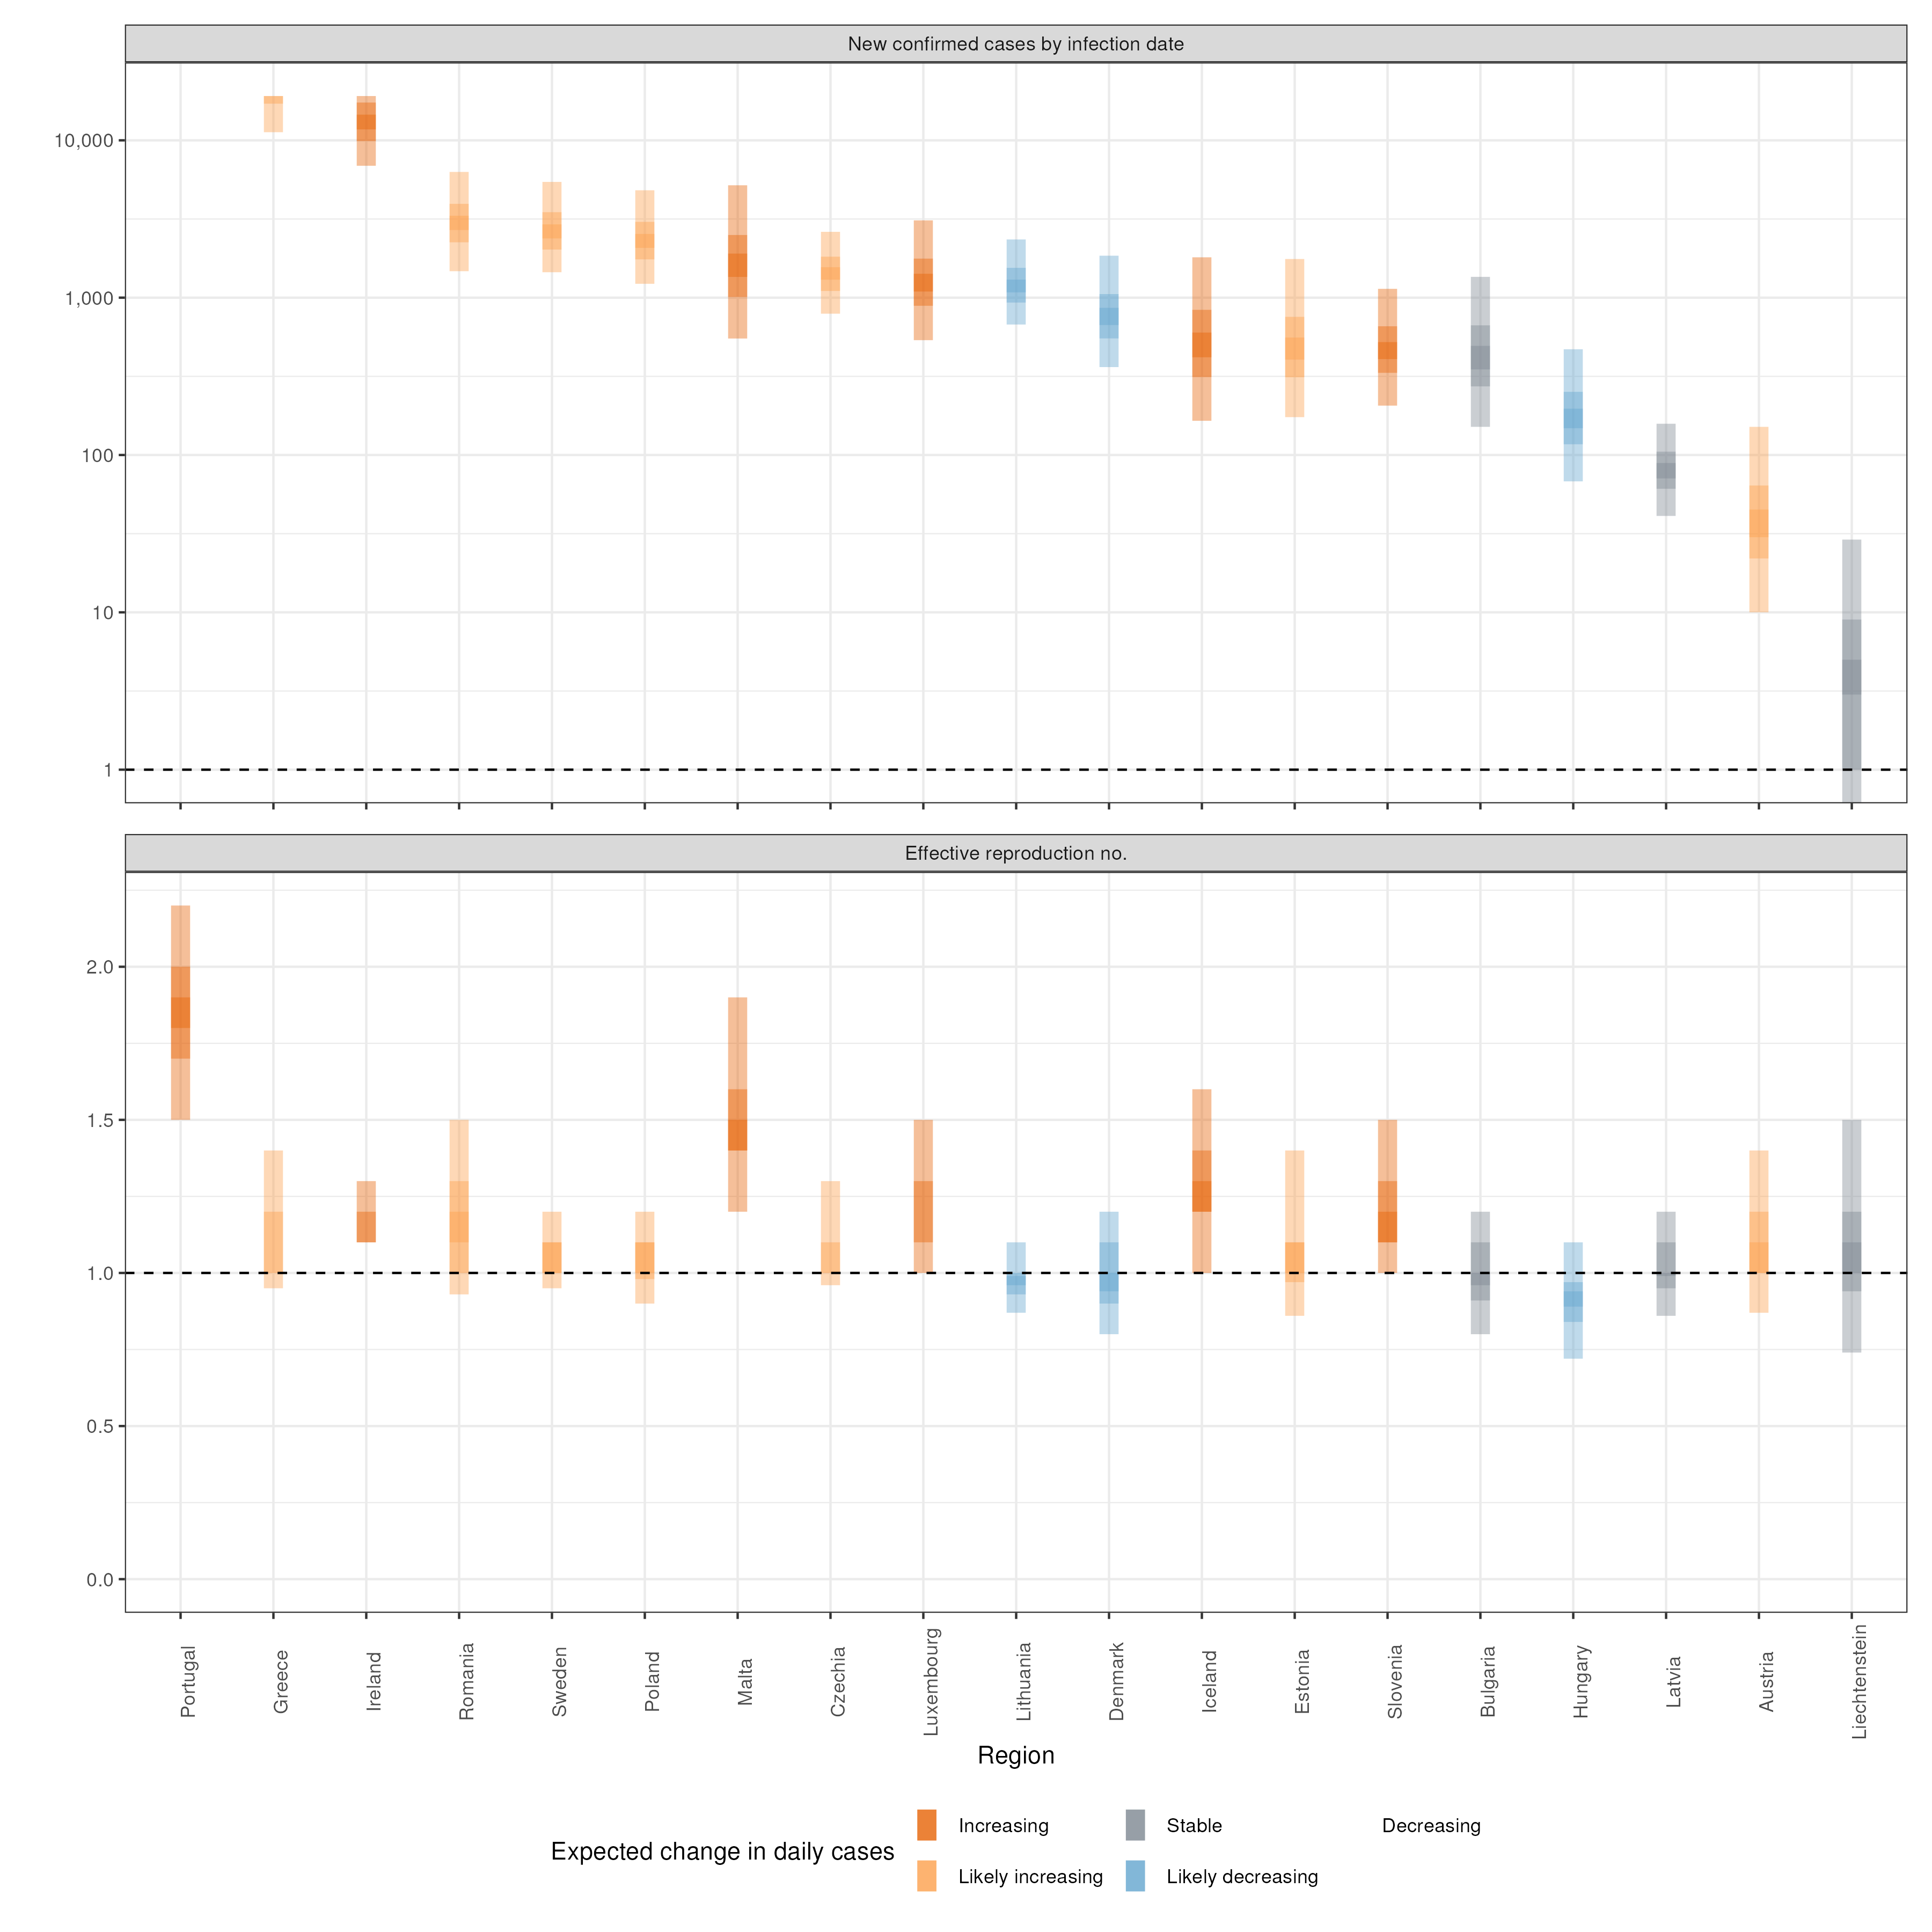 New confirmed cases by infection date
10,000
1,000
100
10
1
Effective reproduction no.
2.0
1.5
1.0
0.5
0.0
Portugal
Greece
Ireland
Romania
Sweden
Poland
Malta
Czechia
Luxembourg
Lithuania
Denmark
Iceland
Estonia
Slovenia
Bulgaria
Hungary
Latvia
Austria
Liechtenstein
Region
Expected change in daily cases
Increasing
Likely increasing
Stable
Likely decreasing
Decreasing